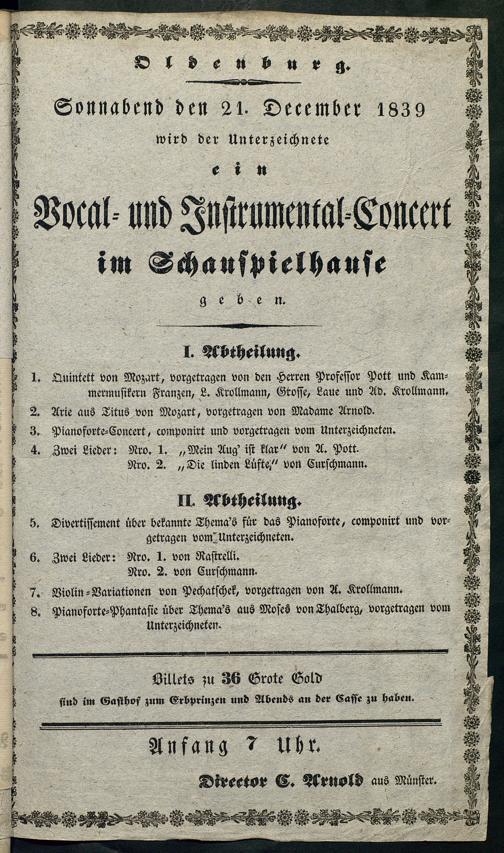 Oldenburg.
Sonnabend den 21. December 1839
wird der Unterzeichnete
ein
Vocal- und Instrumental-Concert
im Schauspielhause
geben.
I. Abtheilung.
1. Quintett von Mozart, vorgetragen von den Herren Professor Pott und Kam-
mermusikern Franzen, L. Krollmann, Grosse, Laue und Ad. Krollmann.
2. Arie aus Titus von Mozart, vorgetragen von Madame Arnold.
3. Pianoforte-Concert, componirt und vorgetragen vom Unterzeichneten.
4. Zwei Lieder: Nro. 1. „Mein Aug' ist klar“ von A. Pott.
Nro. 2. „Die linden Lüfte,“ von Curschmann.
II. Abtheilung.
5. Divertissement über bekannte Thema's für das Pianoforte, componirt und vor-
getragen vom Unterzeichneten.
6. Zwei Lieder: Nro. 1. von Rastrelli.
Nro. 2. von Curschmann.
7. Violin-Variationen von Pechatschek, vorgetragen von A. Krollmann.
8. Pianoforte-Phantasie über Thema's aus Moses von Thalberg, vorgetragen vom
Unterzeichneten.
Billets zu 36 Grote Gold
sind im Gasthof zum Erbprinzen und Abends an der Casse zu haben.
Anfang 7 Uhr.
Director C. Arnold aus Münster.